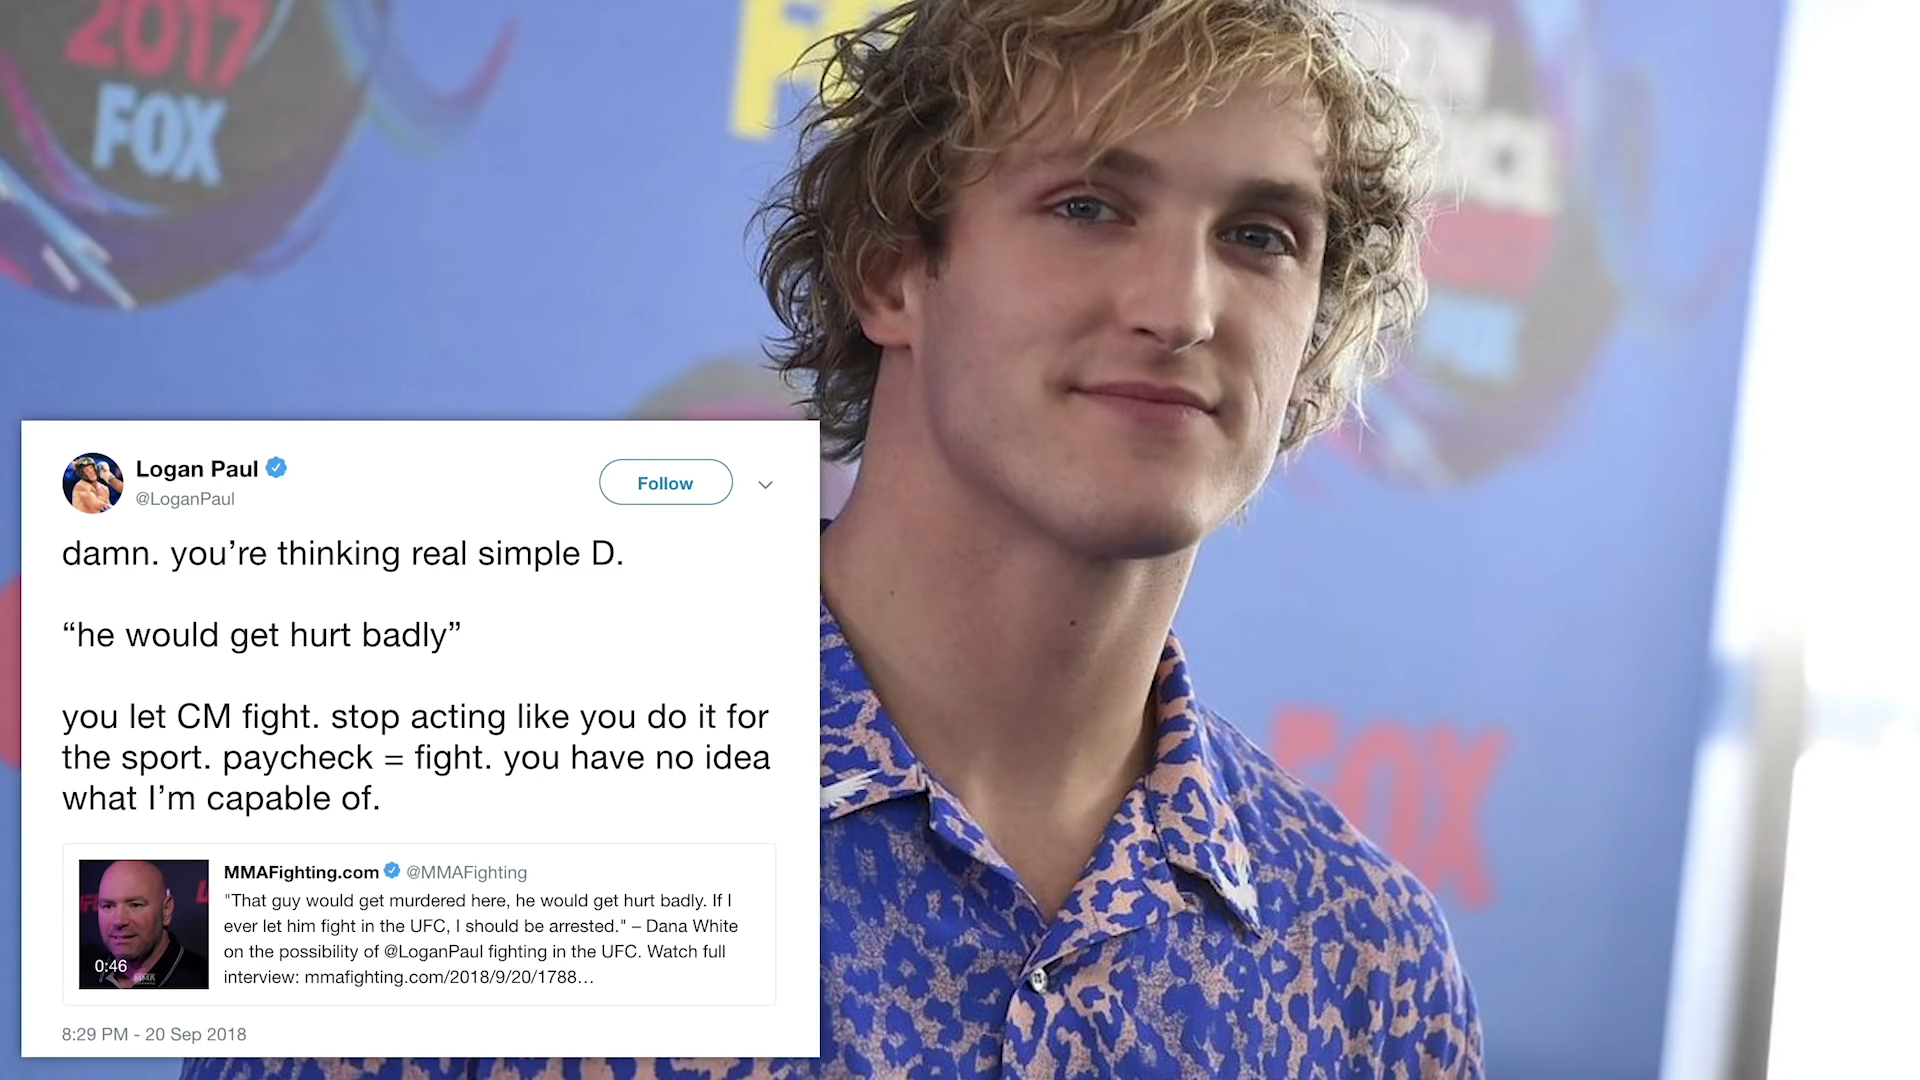 2017
FOX
FOX
FOX
Logan Paul
@LoganPaul
Follow
damn. you’re thinking real simple D.
“he would get hurt badly”
you let CM fight. stop acting like you do it for
the sport. paycheck = fight. you have no idea
what I’m capable of.
MMAFighting.com @MMAFighting
"That guy would get murdered here, he would get hurt badly. If I
ever let him fight in the UFC, I should be arrested." – Dana White
on the possibility of @LoganPaul fighting in the UFC. Watch full
interview: mmafighting.com/2018/9/20/1788...
0:46
8:29 PM - 20 Sep 2018